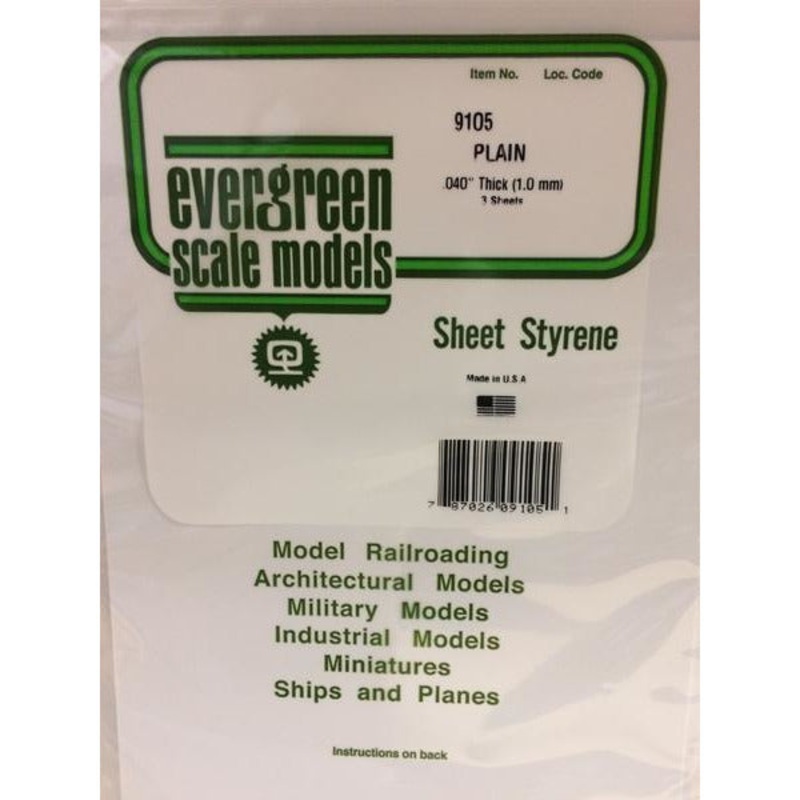 Item No. Loc. Code
9105
PLAIN
.040" Thick (1.0 mm)
3 Sheets
evergreen
scale models
Sheet Styrene
Made in U.S.A
7 87026 09105 1
Model Railroading
Architectural Models
Military Models
Industrial Models
Miniatures
Ships and Planes
Instructions on back